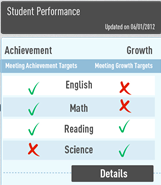 Student Performance
Updated on 06/01/2012
Achievement Growth
Meeting Achievement Targets Meeting Growth Targets
English
Math
Reading
Science
Details